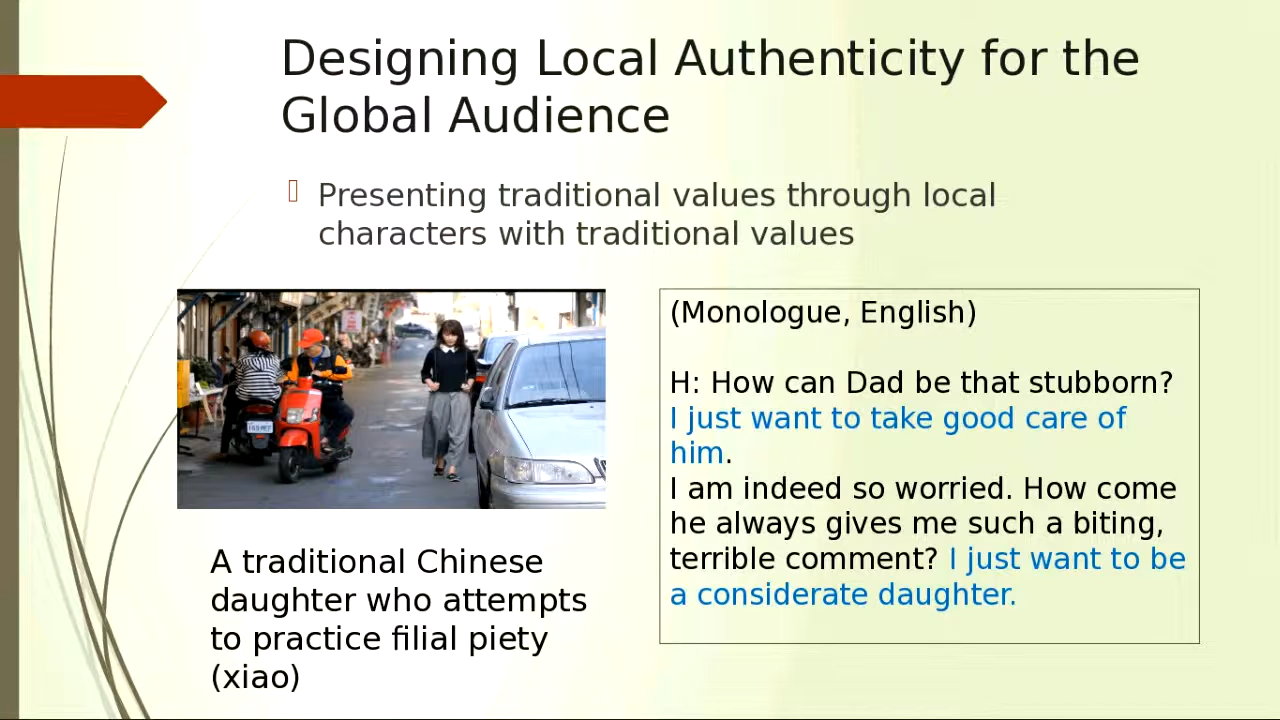 Designing Local Authenticity for the
Global Audience
Presenting traditional values through local
characters with traditional values
(Monologue, English)
H: How can Dad be that stubborn?
I just want to take good care of
him.
I am indeed so worried. How come
he always gives me such a biting,
terrible comment? I just want to be
a considerate daughter.
A traditional Chinese
daughter who attempts
to practice filial piety
(xiao)